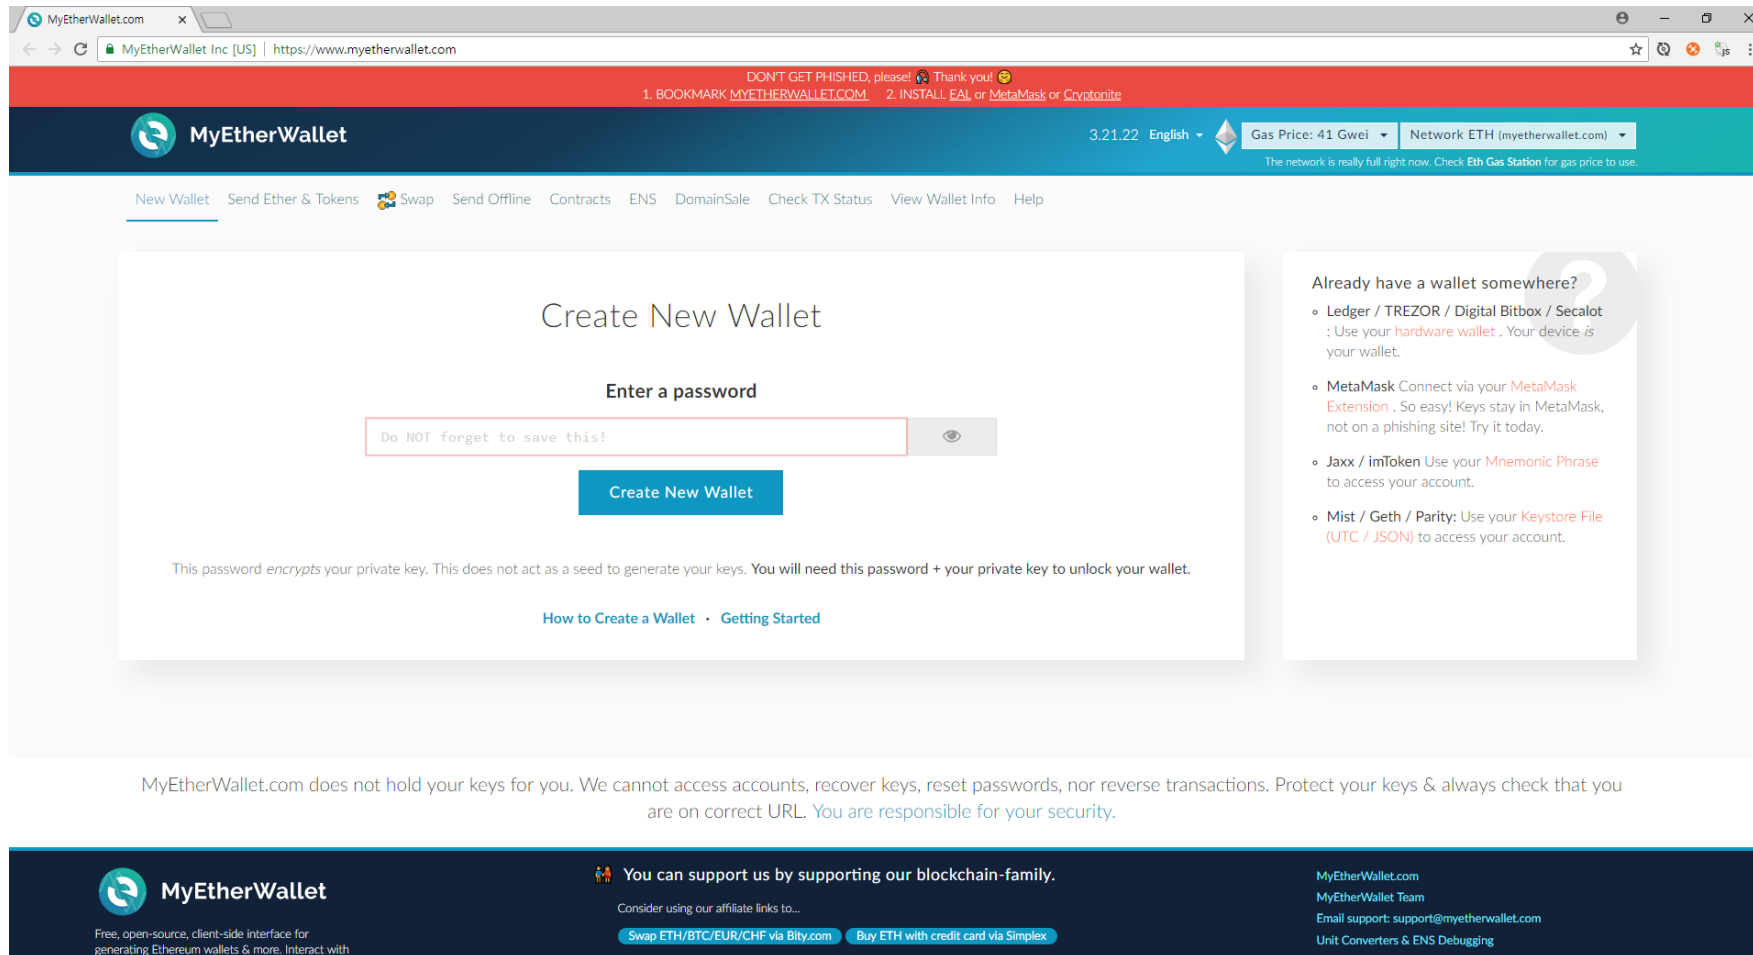 MyEtherWallet.com
MyEtherWallet Inc [US] | https://www.myetherwallet.com
js
DON'T GET PHISHED, please! Thank you!
1. BOOKMARK MYETHERWALLET.COM 2. INSTALL EAL or MetaMask or Cryptonite
MyEtherWallet
3.21.22 English
Gas Price: 41 Gwei
Network ETH (myetherwallet.com)
The network is really full right now. Check Eth Gas Station for gas price to use.
New Wallet Send Ether & Tokens Swap Send Offline Contracts ENS DomainSale Check TX Status View Wallet Info Help
Create New Wallet
Enter a password
Do NOT forget to save this!
Create New Wallet
This password encrypts your private key. This does not act as a seed to generate your keys. You will need this password + your private key to unlock your wallet.
How to Create a Wallet · Getting Started
?
Already have a wallet somewhere?
Ledger / TREZOR / Digital Bitbox / Secalot
: Use your hardware wallet . Your device is
your wallet.
MetaMask Connect via your MetaMask
Extension . So easy! Keys stay in MetaMask,
not on a phishing site! Try it today.
Jaxx / imToken Use your Mnemonic Phrase
to access your account.
Mist / Geth / Parity: Use your Keystore File
(UTC / JSON) to access your account.
MyEtherWallet.com does not hold your keys for you. We cannot access accounts, recover keys, reset passwords, nor reverse transactions. Protect your keys & always check that you
are on correct URL. You are responsible for your security.
MyEtherWallet
Free, open-source, client-side interface for
generating Ethereum wallets & more. Interact with
You can support us by supporting our blockchain-family.
Consider using our affiliate links to...
Swap ETH/BTC/EUR/CHF via Bity.com
Buy ETH with credit card via Simplex
MyEtherWallet.com
MyEtherWallet Team
Email support: support@myetherwallet.com
Unit Converters & ENS Debugging